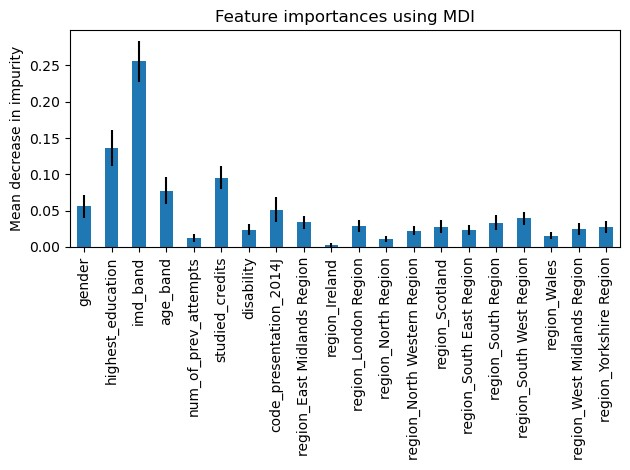 Feature importances using MDI
Mean decrease in impurity
0.25
0.20
0.15
0.10
0.05
0.00
gender
highest_education
imd_band
age_band
num_of_prev_attempts
studied_credits
disability
code_presentation_2014J
region_East Midlands Region
region_Ireland
region_London Region
region_North Region
region_North Western Region
region_Scotland
region_South East Region
region_South Region
region_South West Region
region_Wales
region_West Midlands Region
region_Yorkshire Region